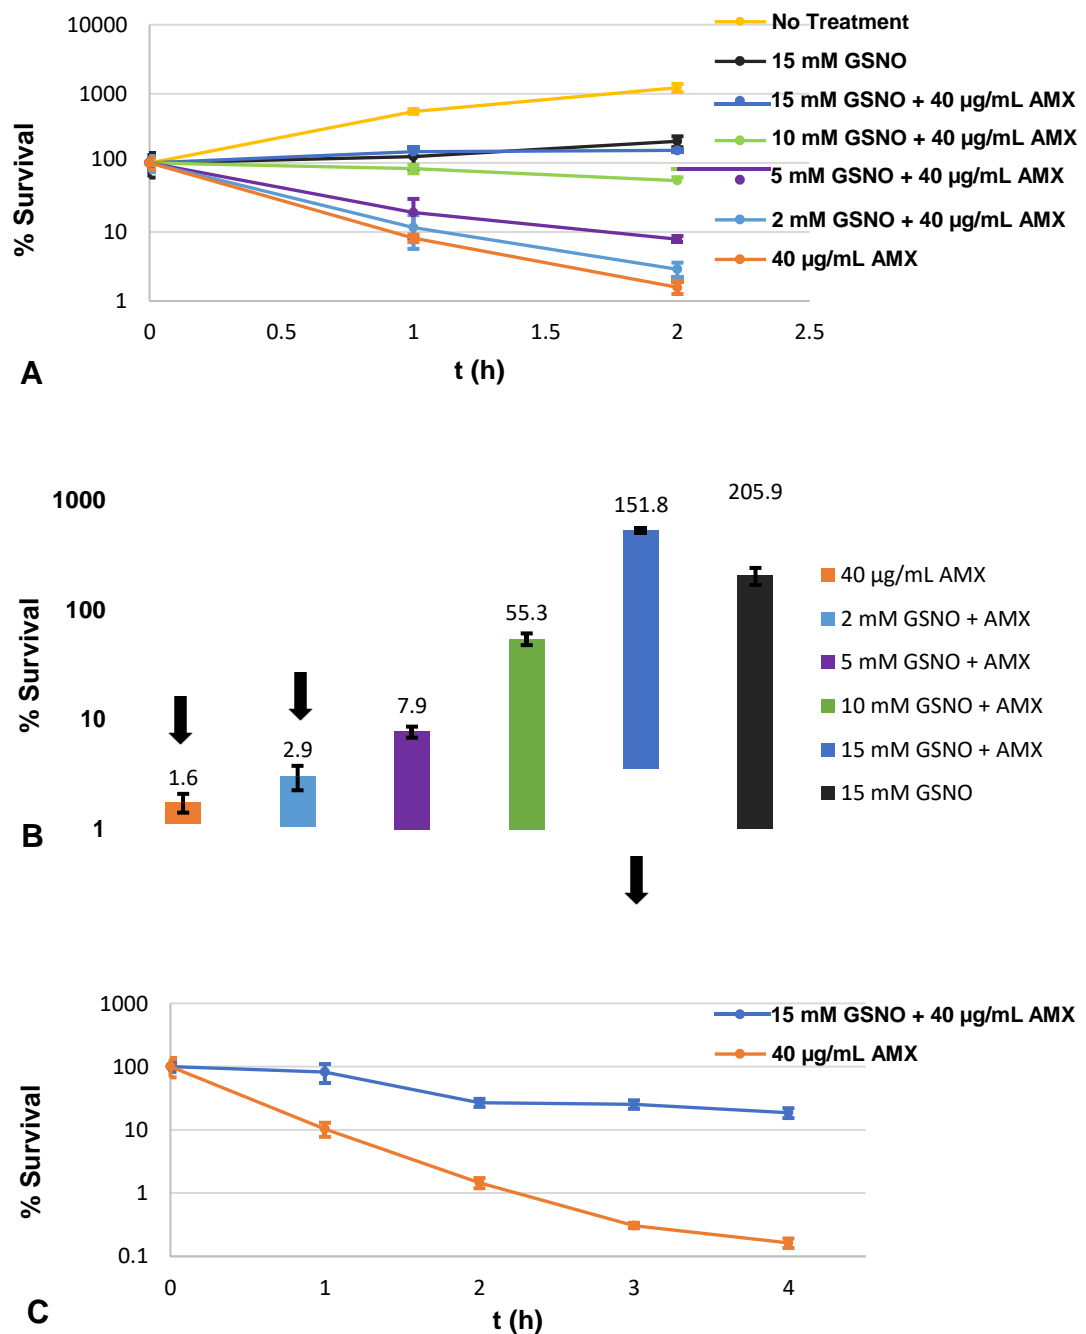 10000
1000
100
10
1
% Survival
0
0.5
1
1.5
2
2.5
t (h)
No Treatment
15 mM GSNO
15 mM GSNO + 40 µg/mL AMX
10 mM GSNO + 40 µg/mL AMX
5 mM GSNO + 40 µg/mL AMX
2 mM GSNO + 40 µg/mL AMX
40 µg/mL AMX
A
1000
100
10
1
% Survival
1.6
2.9
7.9
55.3
151.8
205.9
40 µg/mL AMX
2 mM GSNO + AMX
5 mM GSNO + AMX
10 mM GSNO + AMX
15 mM GSNO + AMX
15 mM GSNO
B
1000
100
10
1
0.1
% Survival
0
1
2
3
4
t (h)
15 mM GSNO + 40 µg/mL AMX
40 µg/mL AMX
C